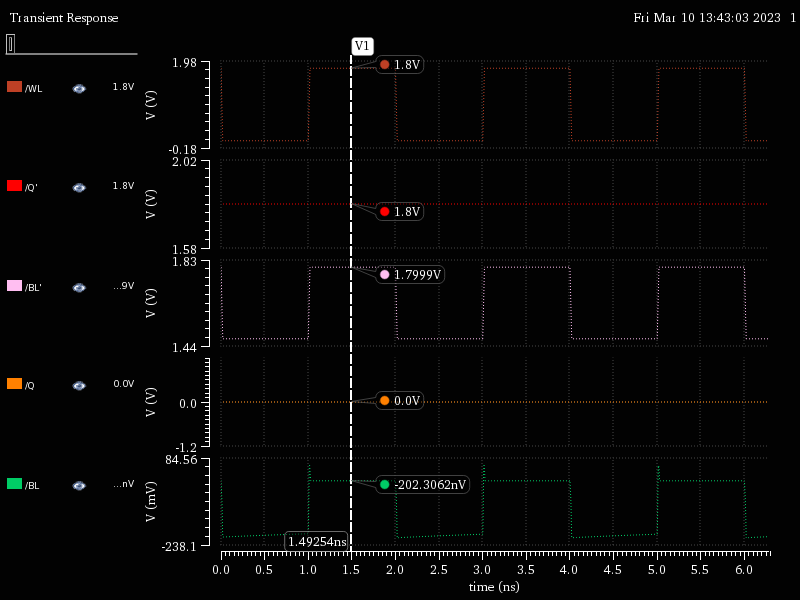 Transient Response
Fri Mar 10 13:43:03 2023 1
V1
/WL 1.8V
V (V)
1.98
-0.18
1.8V
/Q' 1.8V
V (V)
2.02
1.58
1.8V
/BL' ...9V
V (V)
1.83
1.44
1.7999V
/Q 0.0V
V (V)
0.0
-1.2
0.0V
/BL ...nV
V (mV)
84.56
-238.1
-202.3062nV
1.49254ns
0.0 0.5 1.0 1.5 2.0 2.5 3.0 3.5 4.0 4.5 5.0 5.5 6.0
time (ns)